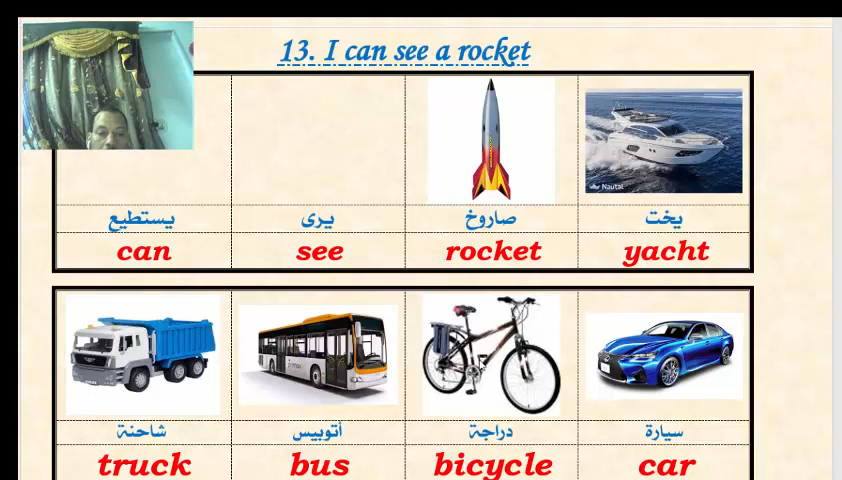 13. I can see a rocket
Nautal
يستطيع يرى صاروخ يخت
can see rocket yacht
شاحنة أتوبيس دراجة سيارة
truck bus bicycle car